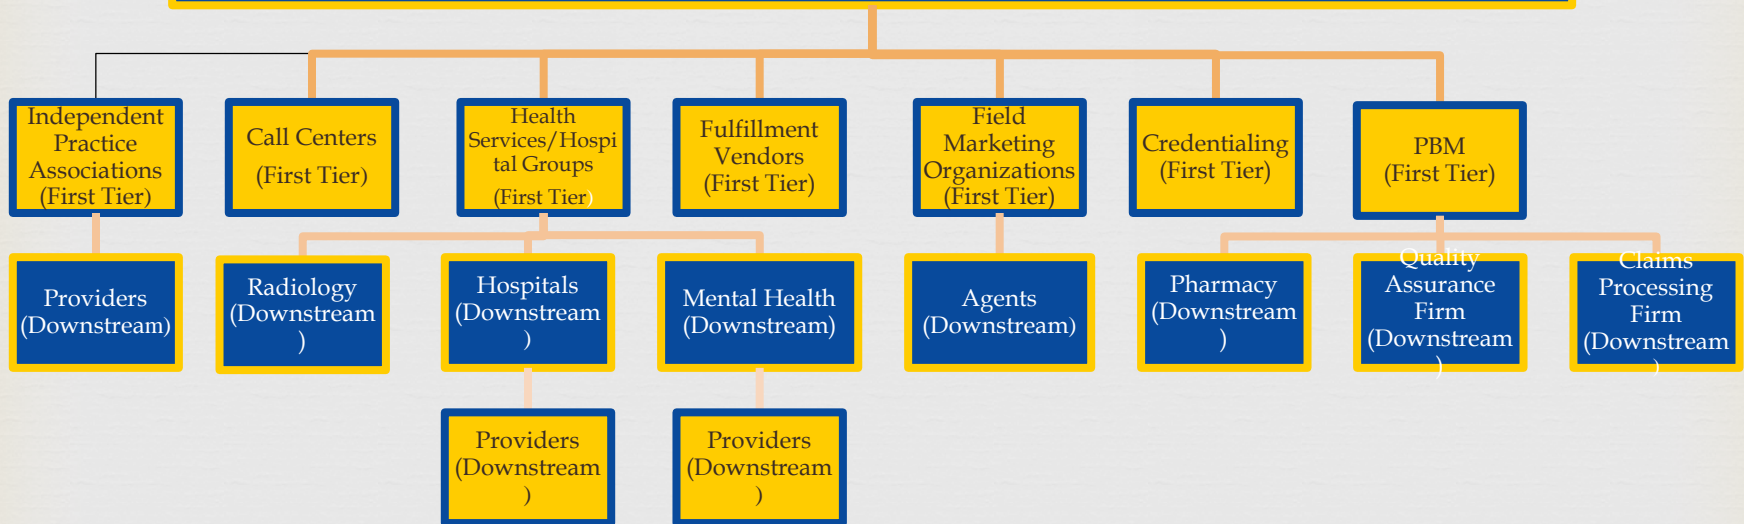 Independent
Practice
Associations
(First Tier)
Call Centers
(First Tier)
Health
Services/Hospi
tal Groups
(First Tier)
Fulfillment
Vendors
(First Tier)
Field
Marketing
Organizations
(First Tier)
Credentialing
(First Tier)
PBM
(First Tier)
Providers
(Downstream)
Radiology
(Downstream
)
Hospitals
(Downstream
)
Mental Health
(Downstream)
Agents
(Downstream)
Pharmacy
(Downstream
)
Quality
Assurance
Firm
(Downstream
)
Claims
Processing
Firm
(Downstream
)
Providers
(Downstream
)
Providers
(Downstream
)